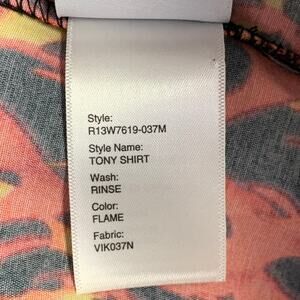 Style:
R13W7619-037M
Style Name:
TONY SHIRT
Wash:
RINSE
Color:
FLAME
Fabric:
VIK037N